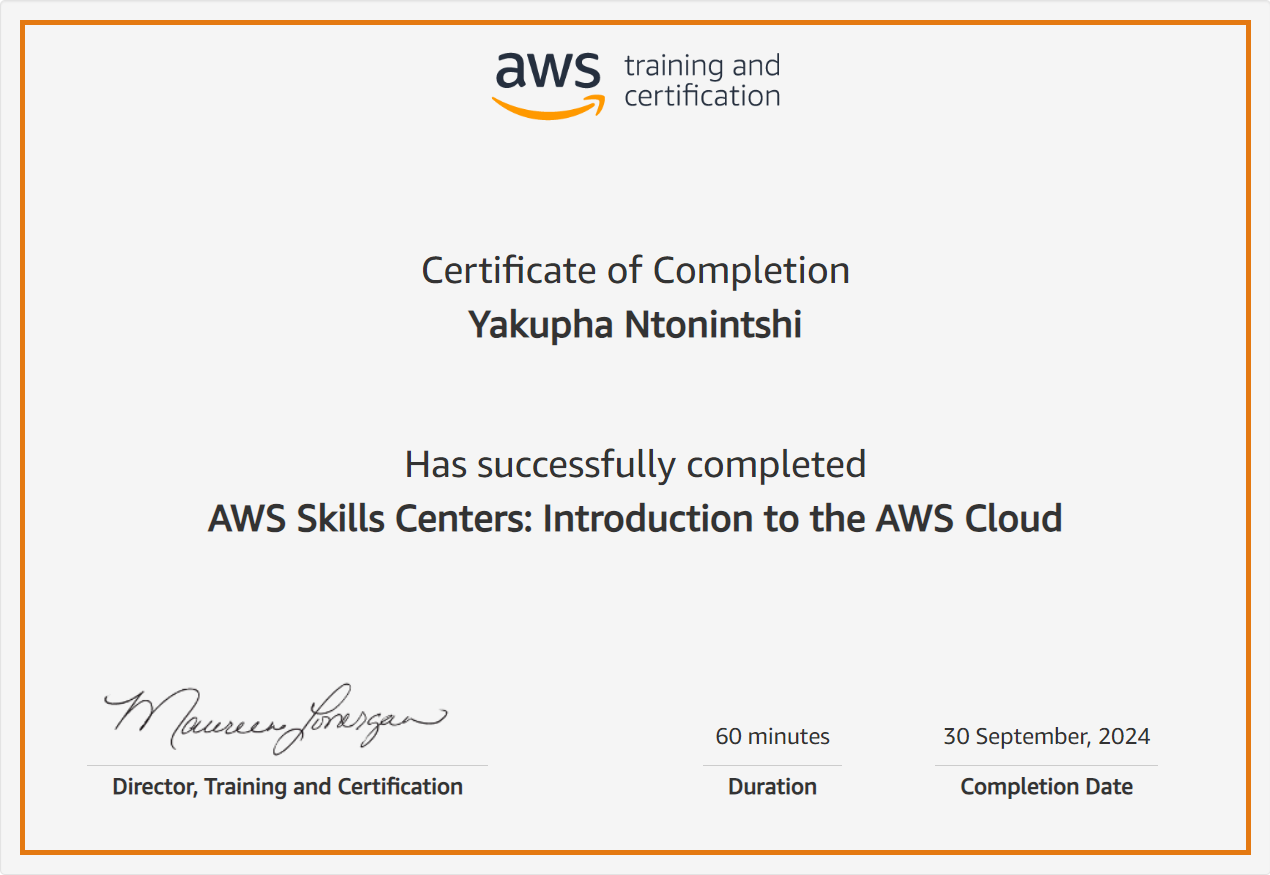 aws training and
certification
Certificate of Completion
Yakupha Ntonintshi
Has successfully completed
AWS Skills Centers: Introduction to the AWS Cloud
Maureen Lonergan
Director, Training and Certification
60 minutes
Duration
30 September, 2024
Completion Date